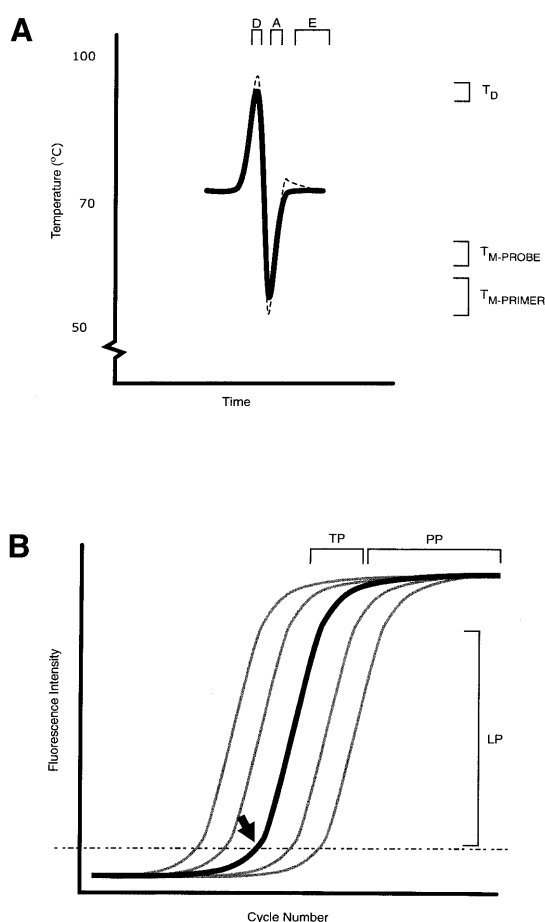 A
D A E
100
T_D
Temperature (°C)
70
T_M-PROBE
T_M-PRIMER
50
Time
B
TP PP
Fluorescence Intensity
LP
Cycle Number